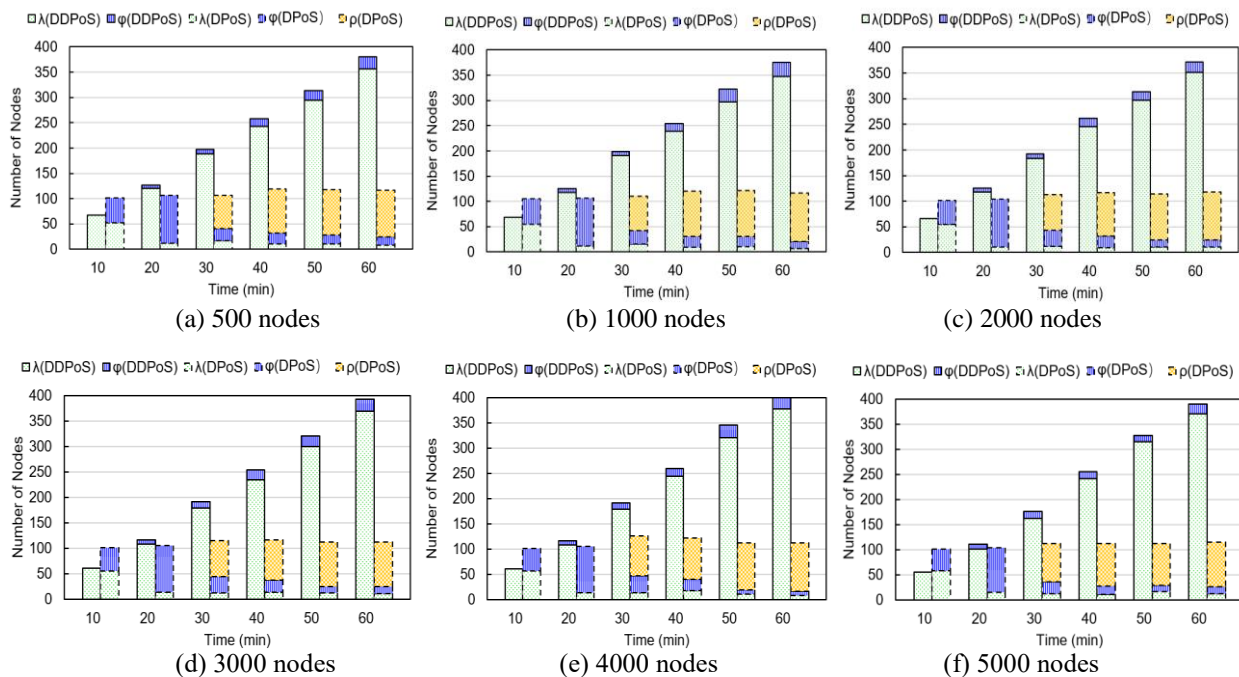 λ(DDPoS) φ(DDPoS) λ(DPoS) φ(DPoS) ρ(DPoS)
400
350
300
250
200
150
100
50
0
Number of Nodes
10 20 30 40 50 60
Time (min)
(a) 500 nodes
λ(DDPoS) φ(DDPoS) λ(DPoS) φ(DPoS) ρ(DPoS)
400
350
300
250
200
150
100
50
0
Number of Nodes
10 20 30 40 50 60
Time (min)
(b) 1000 nodes
λ(DDPoS) φ(DDPoS) λ(DPoS) φ(DPoS) ρ(DPoS)
400
350
300
250
200
150
100
50
0
Number of Nodes
10 20 30 40 50 60
Time (min)
(c) 2000 nodes
λ(DDPoS) φ(DDPoS) λ(DPoS) φ(DPoS) ρ(DPoS)
400
350
300
250
200
150
100
50
0
Number of Nodes
10 20 30 40 50 60
Time (min)
(d) 3000 nodes
λ(DDPoS) φ(DDPoS) λ(DPoS) φ(DPoS) ρ(DPoS)
400
350
300
250
200
150
100
50
0
Number of Nodes
10 20 30 40 50 60
Time (min)
(e) 4000 nodes
λ(DDPoS) φ(DDPoS) λ(DPoS) φ(DPoS) ρ(DPoS)
400
350
300
250
200
150
100
50
0
Number of Nodes
10 20 30 40 50 60
Time (min)
(f) 5000 nodes